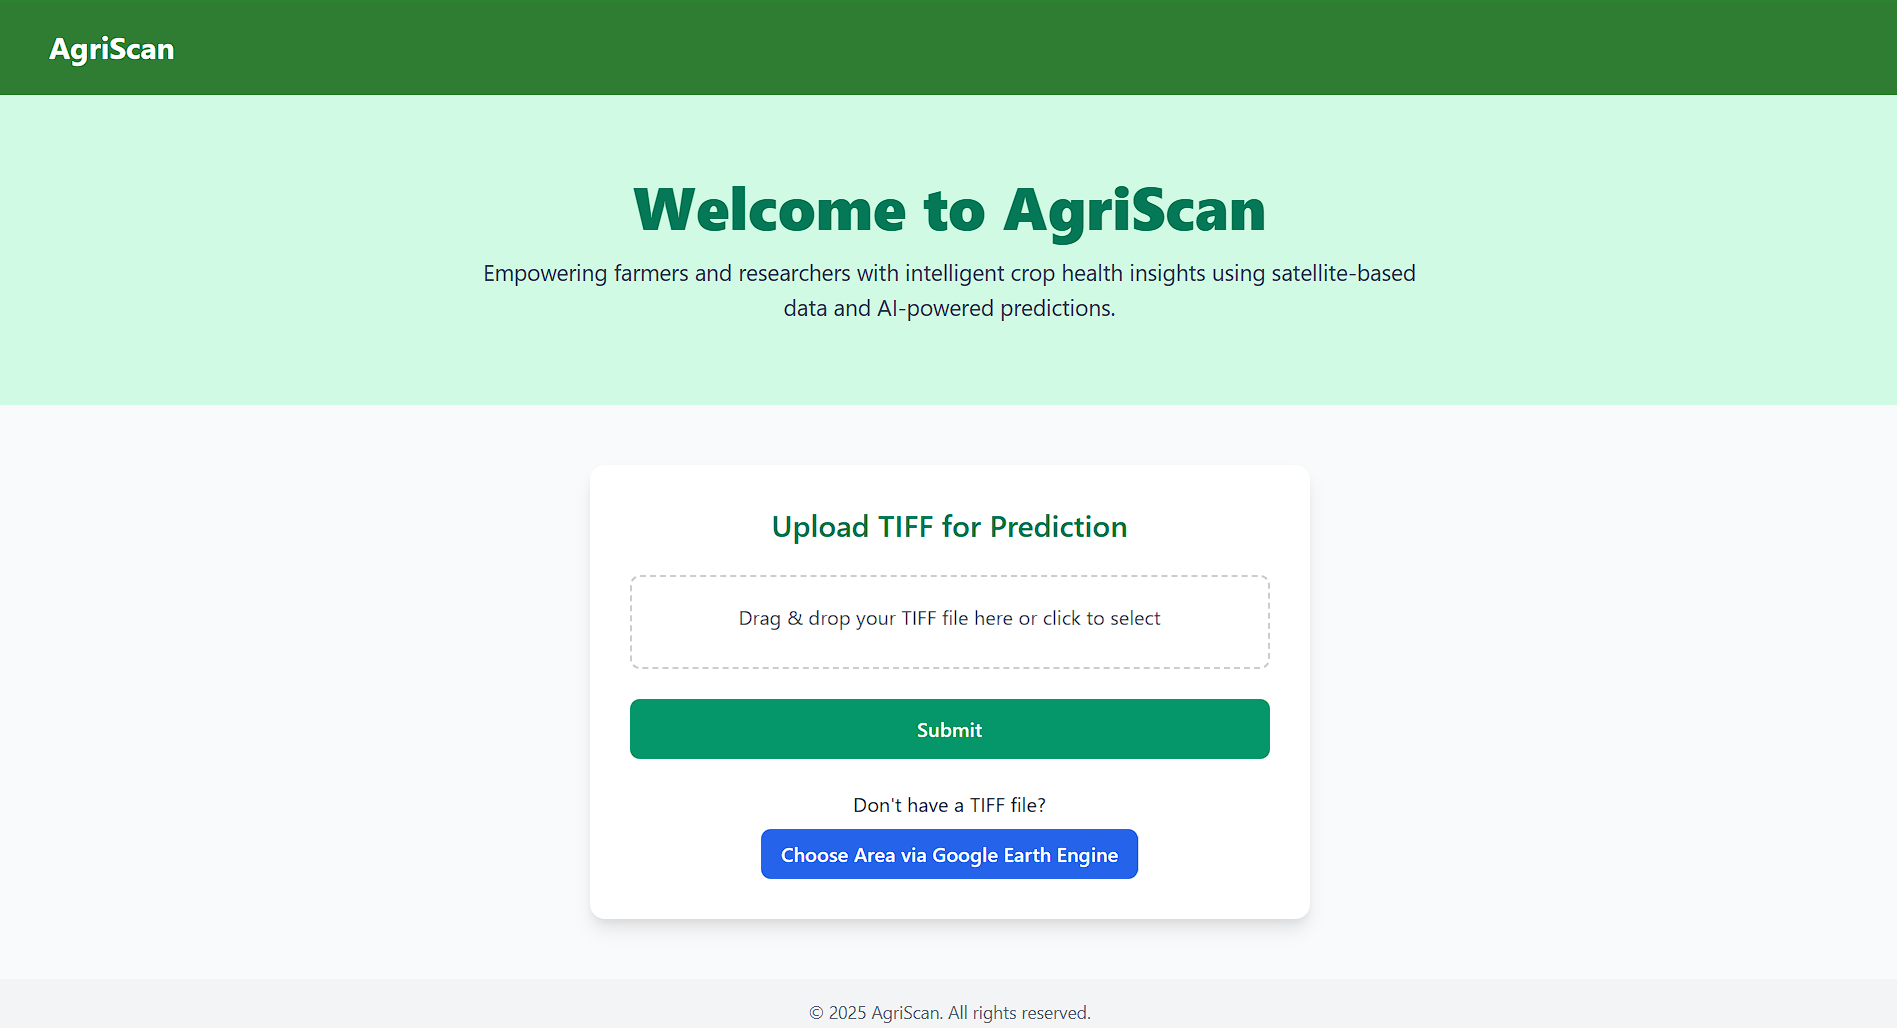 AgriScan
Welcome to AgriScan
Empowering farmers and researchers with intelligent crop health insights using satellite-based
data and AI-powered predictions.
Upload TIFF for Prediction
Drag & drop your TIFF file here or click to select
Submit
Don't have a TIFF file?
Choose Area via Google Earth Engine
© 2025 AgriScan. All rights reserved.